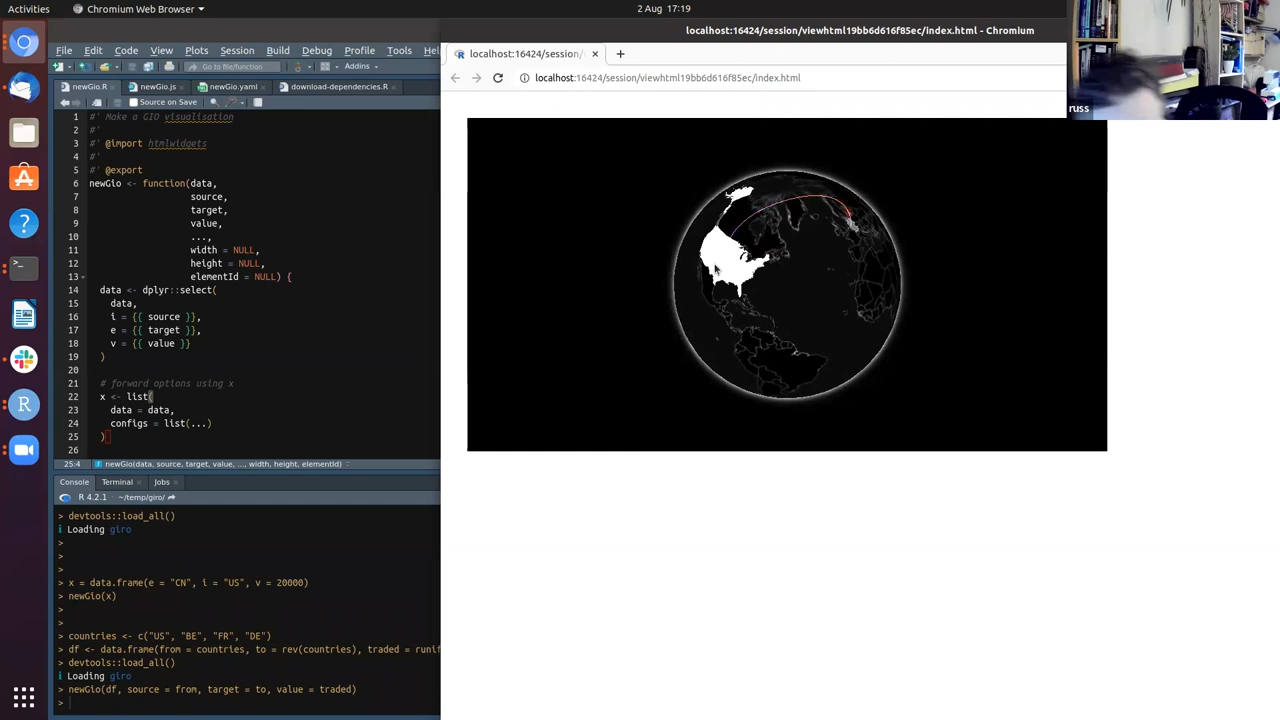 Activities
Chromium Web Browser
2 Aug 17:19
localhost:16424/session/viewhtml19bb6d616f85ec/index.html - Chromium
File Edit Code View Plots Session Build Debug Profile Tools
localhost:16424/session/
russ
Go to file/function
Addins
localhost:16424/session/viewhtml19bb6d616f85ec/index.html
newGio.R newGio.js newGio.yaml download-dependencies.R
Source on Save
1 #' Make a GIO visualisation
2 #'
3 #' @import htmlwidgets
4 #'
5 #' @export
6 newGio <- function(data,
7 source,
8 target,
9 value,
10 ...,
11 width = NULL,
12 height = NULL,
13 elementId = NULL) {
14 data <- dplyr::select(
15 data,
16 i = {{ source }},
17 e = {{ target }},
18 v = {{ value }}
19 )
20
21 # forward options using x
22 x <- list(
23 data = data,
24 configs = list(...)
25 )
26
25:4 newGio(data, source, target, value, ..., width, height, elementId)
Console Terminal Jobs
R 4.2.1 · ~/temp/giro/
> devtools::load_all()
ℹ Loading giro
>
>
> x = data.frame(e = "CN", i = "US", v = 20000)
> newGio(x)
>
>
> countries <- c("US", "BE", "FR", "DE")
> df <- data.frame(from = countries, to = rev(countries), traded = runif
> devtools::load_all()
ℹ Loading giro
> newGio(df, source = from, target = to, value = traded)
>